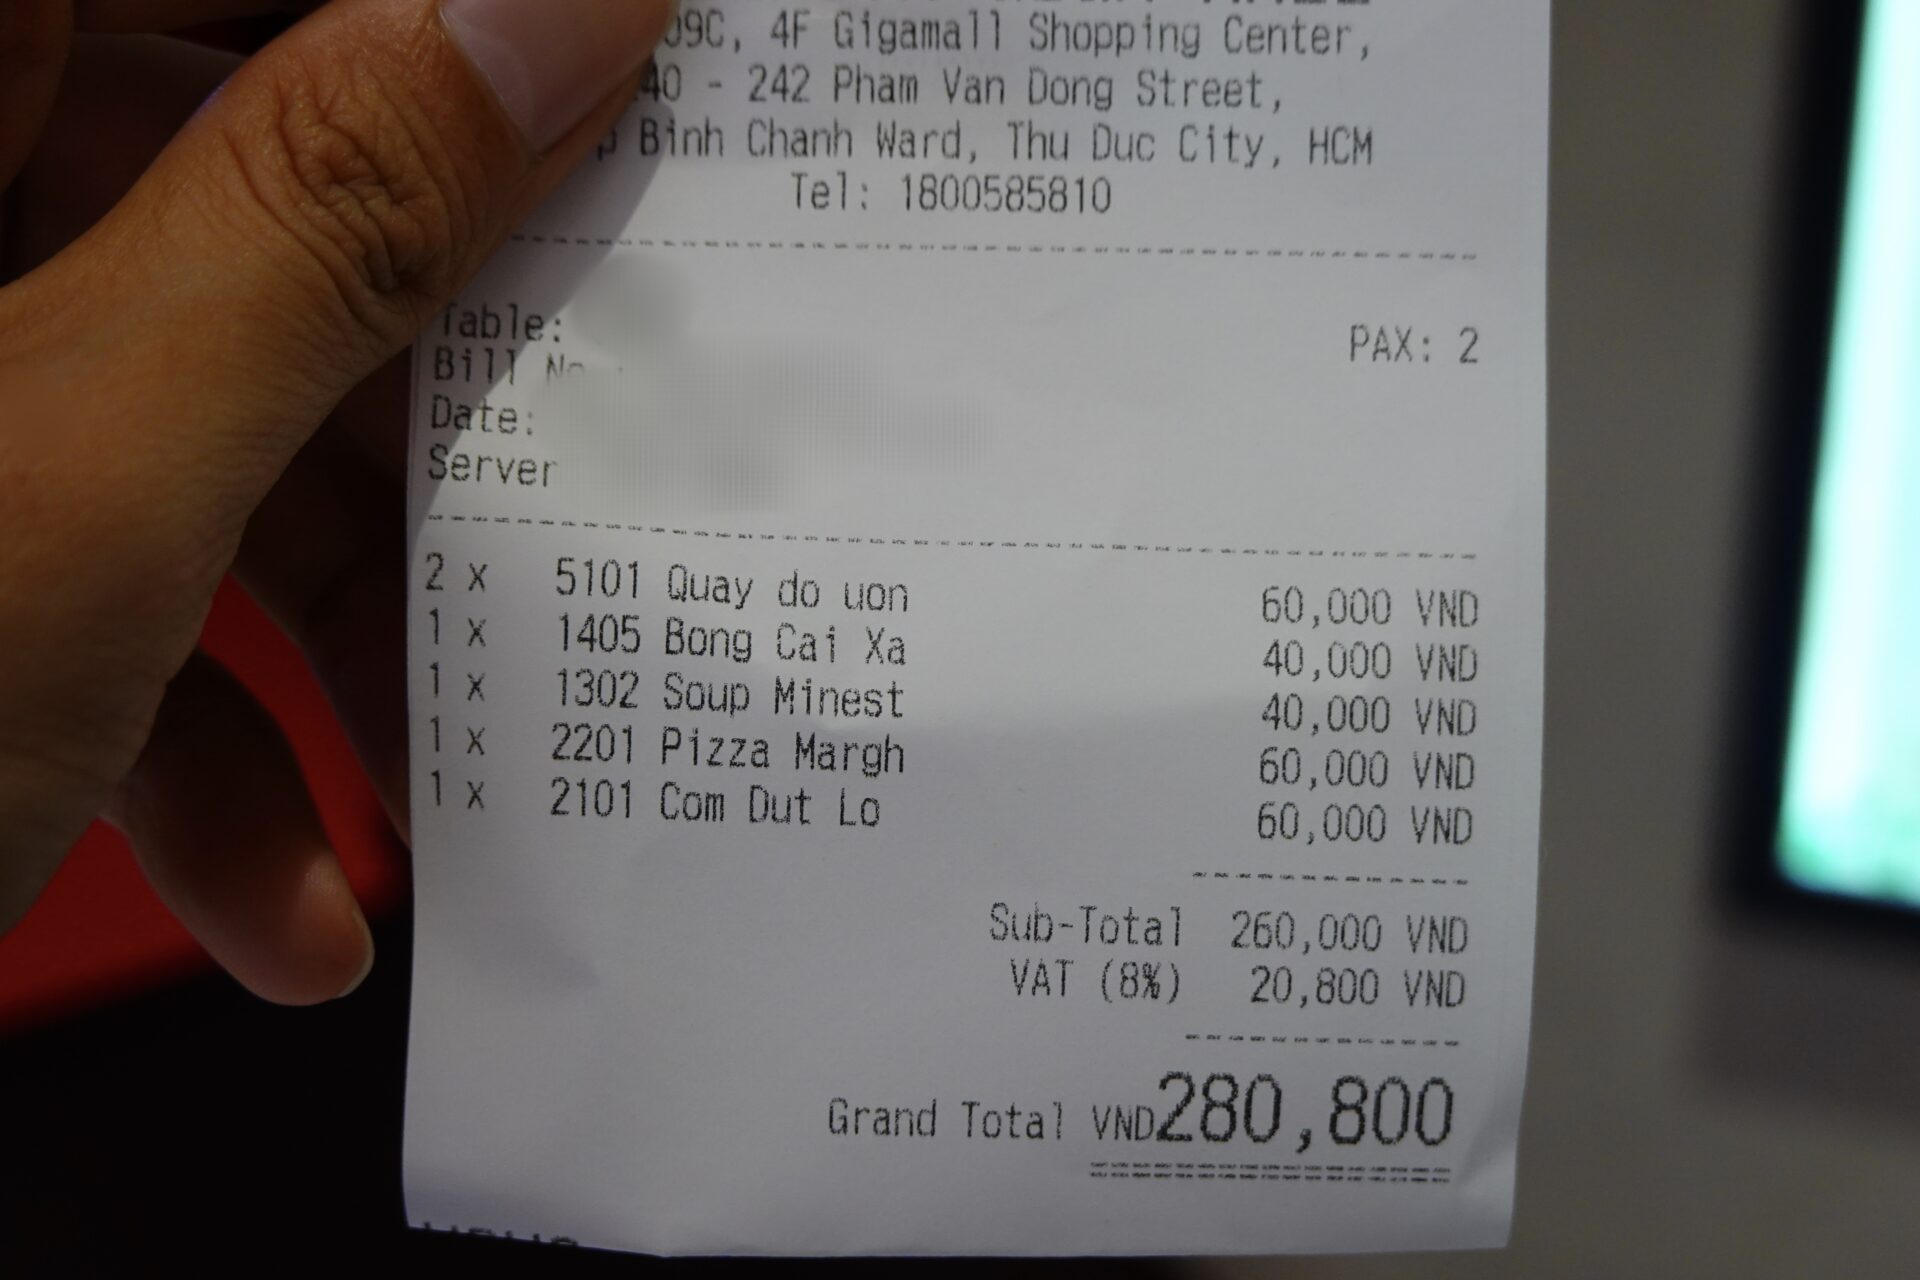 09C, 4F Gigamall Shopping Center,
40 - 242 Pham Van Dong Street,
Binh Chanh Ward, Thu Duc City, HCM
Tel: 1800585810
Table:
PAX: 2
Bill No
Date:
Server
2 x 5101 Quay do uon 60,000 VND
1 x 1405 Bong Cai Xa 40,000 VND
1 x 1302 Soup Minest 40,000 VND
1 x 2201 Pizza Margh 60,000 VND
1 x 2101 Com Dut Lo 60,000 VND
Sub-Total 260,000 VND
VAT (8%) 20,800 VND
Grand Total VND280,800